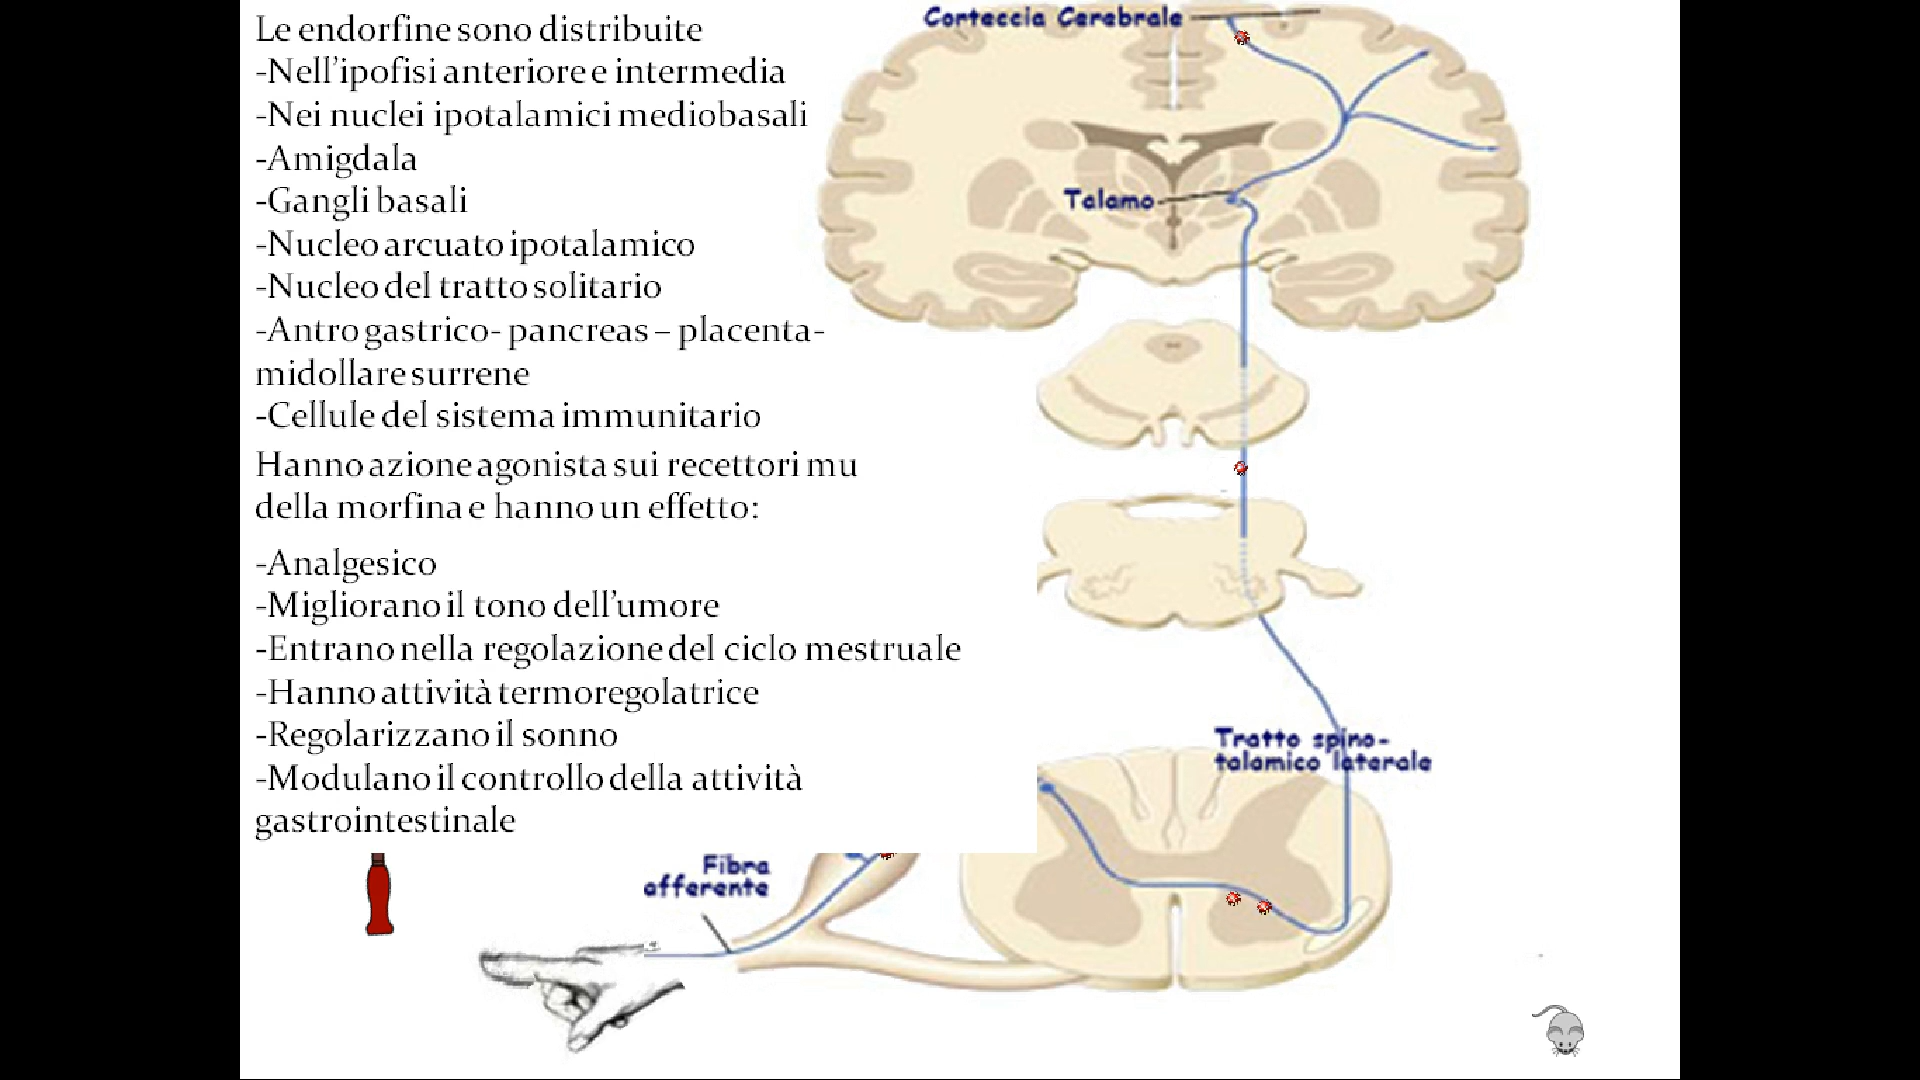 Le endorfine sono distribuite
-Nell’ipofisi anteriore e intermedia
-Nei nuclei ipotalamici mediobasali
-Amigdala
-Gangli basali
-Nucleo arcuato ipotalamico
-Nucleo del tratto solitario
-Antro gastrico- pancreas – placenta-
midollare surrene
-Cellule del sistema immunitario
Hanno azione agonista sui recettori mu
della morfina e hanno un effetto:
-Analgesico
-Migliorano il tono dell’umore
-Entrano nella regolazione del ciclo mestruale
-Hanno attività termoregolatrice
-Regolarizzano il sonno
-Modulano il controllo della attività
gastrointestinale
Corteccia Cerebrale
Talamo
Tratto spino-
talamico laterale
Fibra
afferente